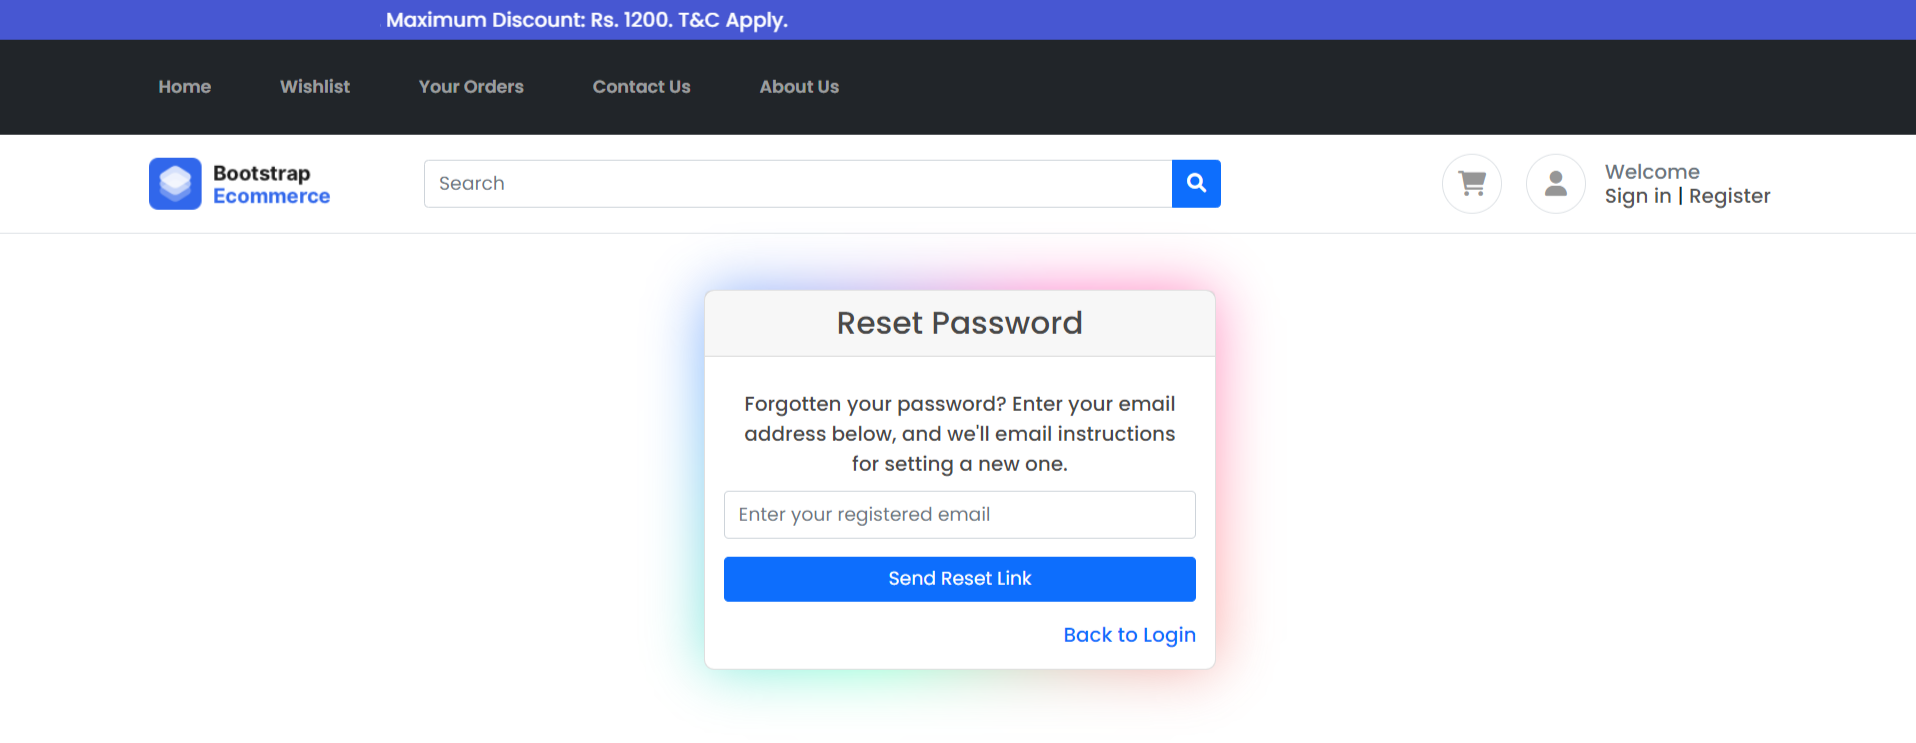 Maximum Discount: Rs. 1200. T&C Apply.
Home Wishlist Your Orders Contact Us About Us
Bootstrap
Ecommerce
Search
Welcome
Sign in | Register
Reset Password
Forgotten your password? Enter your email
address below, and we'll email instructions
for setting a new one.
Enter your registered email
Send Reset Link
Back to Login